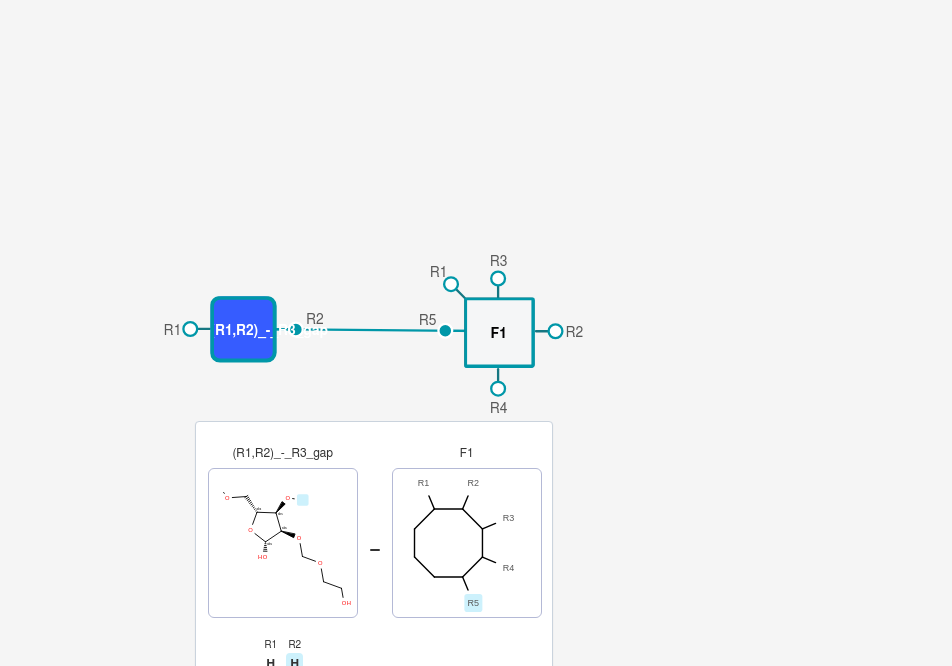 R3
R1
R2
R5
R1
R1,R2)_-_R3_gap
F1
R2
R4
(R1,R2)_-_R3_gap
F1
R1
R2
O
O
R3
O
O
HO
O
R4
OH
R5
–
R1 R2
H H